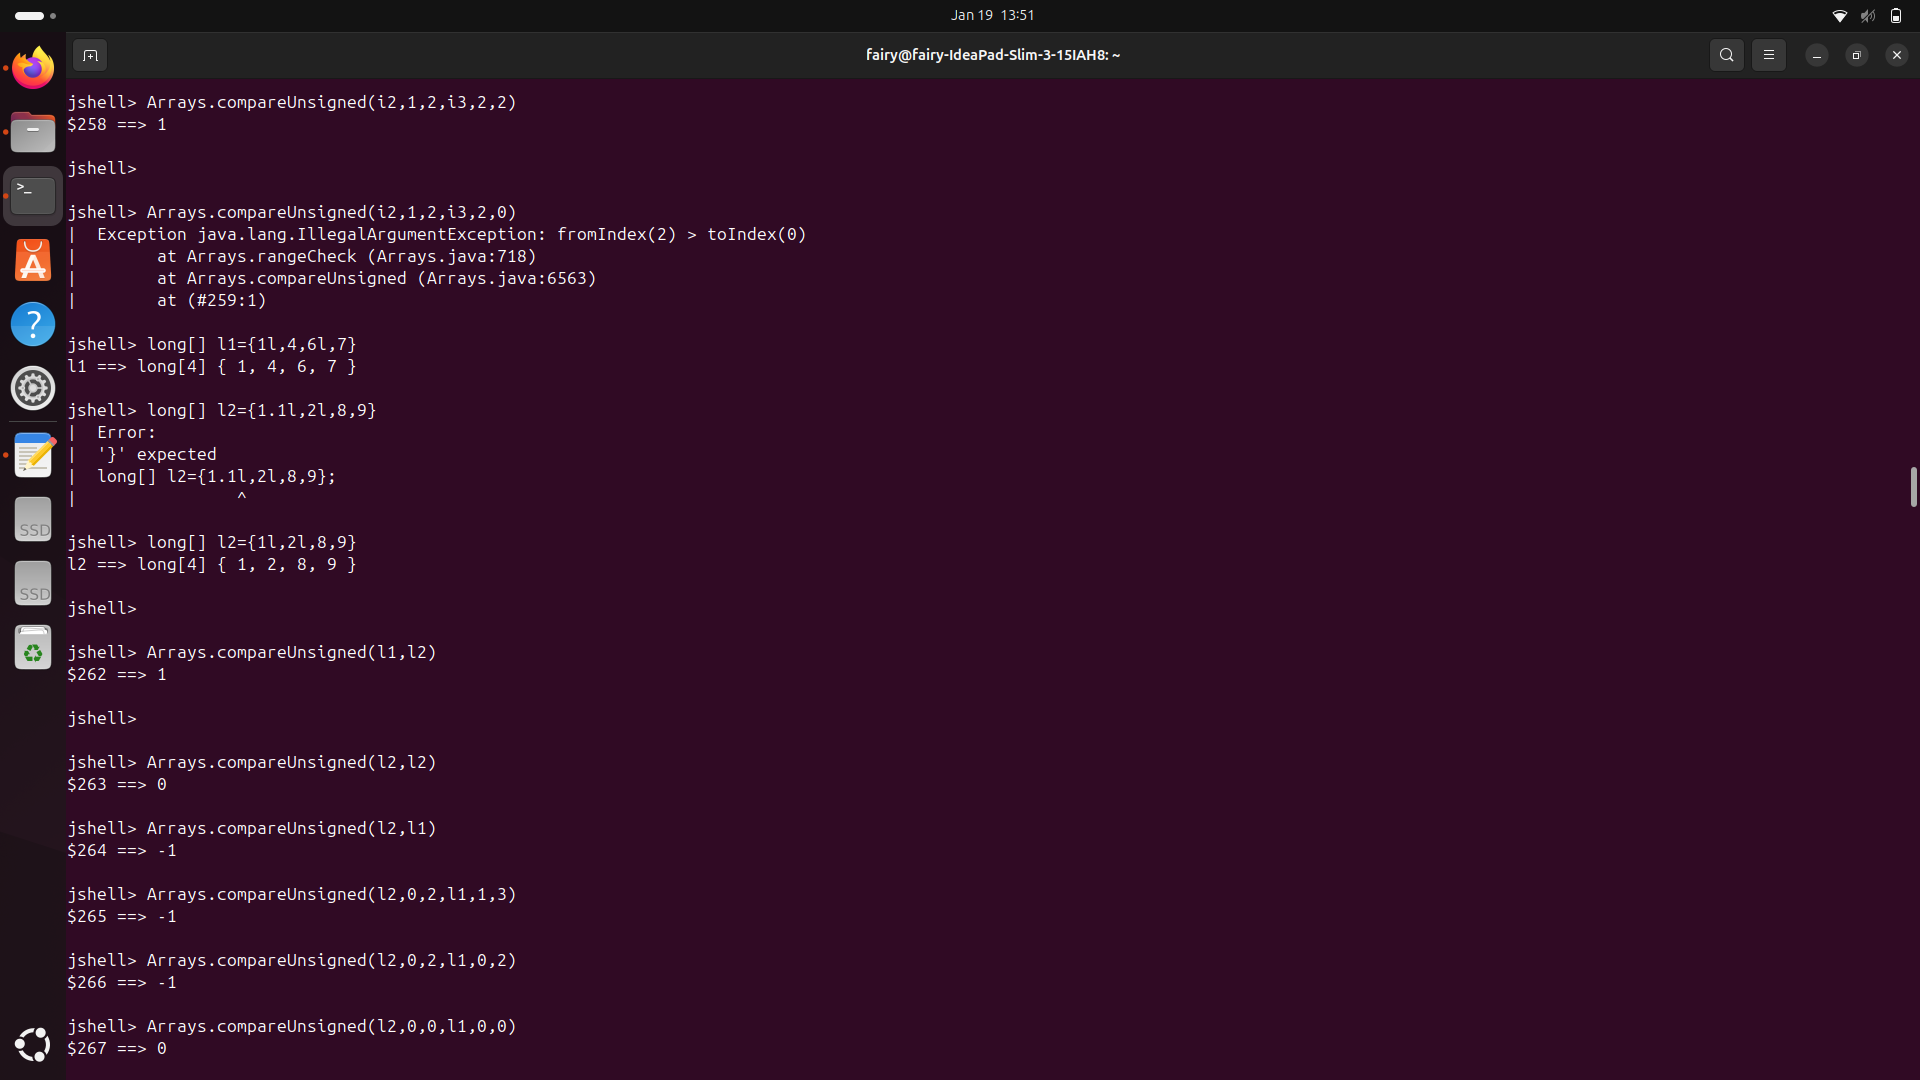 Jan 19  13:51
fairy@fairy-IdeaPad-Slim-3-15IAH8: ~
jshell> Arrays.compareUnsigned(i2,1,2,i3,2,2)
$258 ==> 1
jshell>
jshell> Arrays.compareUnsigned(i2,1,2,i3,2,0)
|  Exception java.lang.IllegalArgumentException: fromIndex(2) > toIndex(0)
|        at Arrays.rangeCheck (Arrays.java:718)
|        at Arrays.compareUnsigned (Arrays.java:6563)
|        at (#259:1)
jshell> long[] l1={1l,4,6l,7}
l1 ==> long[4] { 1, 4, 6, 7 }
jshell> long[] l2={1.1l,2l,8,9}
|  Error:
|  '}' expected
|  long[] l2={1.1l,2l,8,9};
|                ^
jshell> long[] l2={1l,2l,8,9}
l2 ==> long[4] { 1, 2, 8, 9 }
jshell>
jshell> Arrays.compareUnsigned(l1,l2)
$262 ==> 1
jshell>
jshell> Arrays.compareUnsigned(l2,l2)
$263 ==> 0
jshell> Arrays.compareUnsigned(l2,l1)
$264 ==> -1
jshell> Arrays.compareUnsigned(l2,0,2,l1,1,3)
$265 ==> -1
jshell> Arrays.compareUnsigned(l2,0,2,l1,0,2)
$266 ==> -1
jshell> Arrays.compareUnsigned(l2,0,0,l1,0,0)
$267 ==> 0
>_
A
?
SSD
SSD